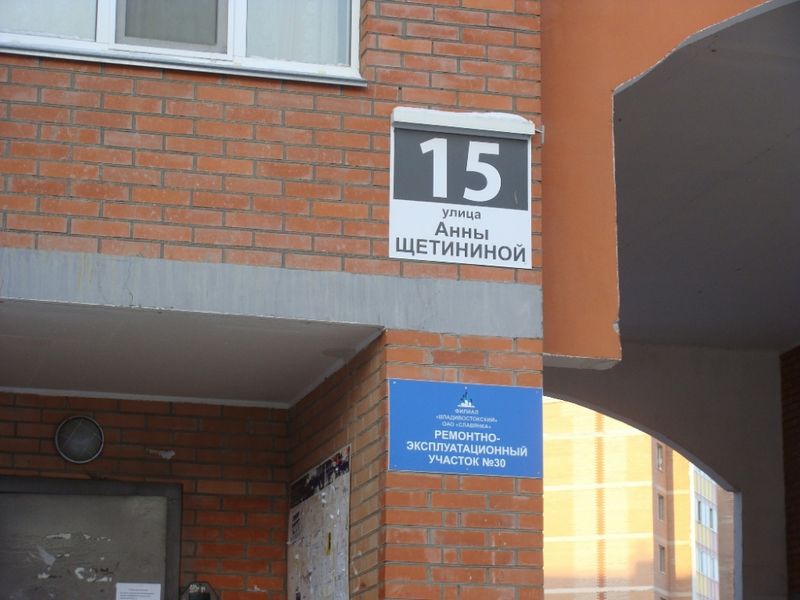 15
улица
Анны
ЩЕТИНИНОЙ
ФИЛИАЛ
«ВЛАДИВОСТОКСКИЙ»
ОАО «СЛАВЯНКА»
РЕМОНТНО-
ЭКСПЛУАТАЦИОННЫЙ
УЧАСТОК №30